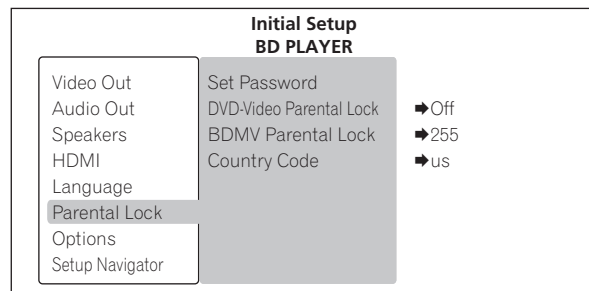 Initial Setup
BD PLAYER
Video Out
Audio Out
Speakers
HDMI
Language
Parental Lock
Options
Setup Navigator
Set Password
DVD-Video Parental Lock ➡Off
BDMV Parental Lock ➡255
Country Code ➡us